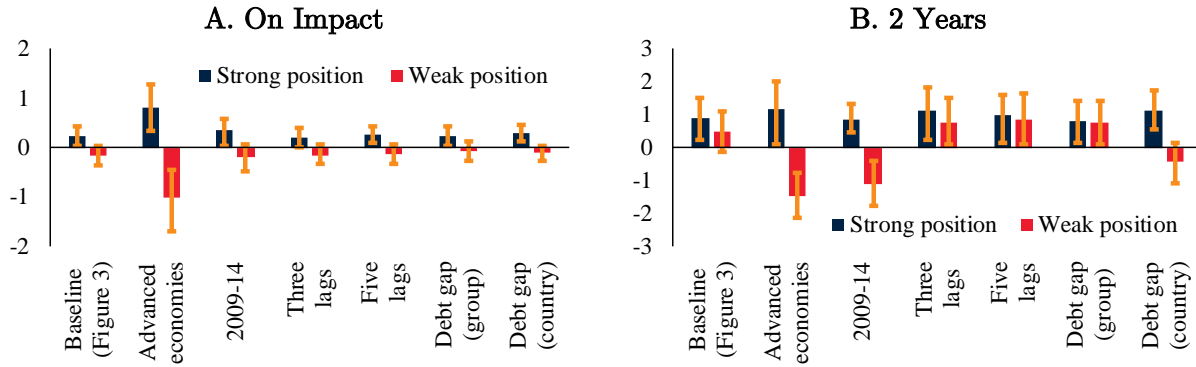 A. On Impact
2
1
0
-1
-2
Strong position
Weak position
Baseline
(Figure 3)
Advanced
economies
2009-14
Three
lags
Five
lags
Debt gap
(group)
Debt gap
(country)
B. 2 Years
3
2
1
0
-1
-2
-3
Strong position
Weak position
Baseline
(Figure 3)
Advanced
economies
2009-14
Three
lags
Five
lags
Debt gap
(group)
Debt gap
(country)